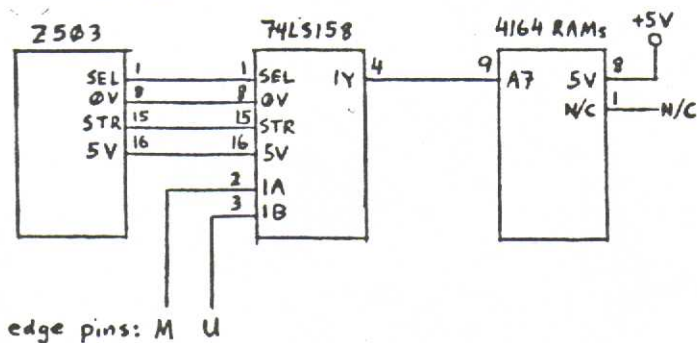 Z503 74LS158 4164 RAMs +5V
SEL 1 1 SEL 1Y 4 9 A7 5V 8
0V 8 8 0V N/C 1 N/C
STR 15 15 STR
5V 16 16 5V
2 1A
3 1B
edge pins: M U